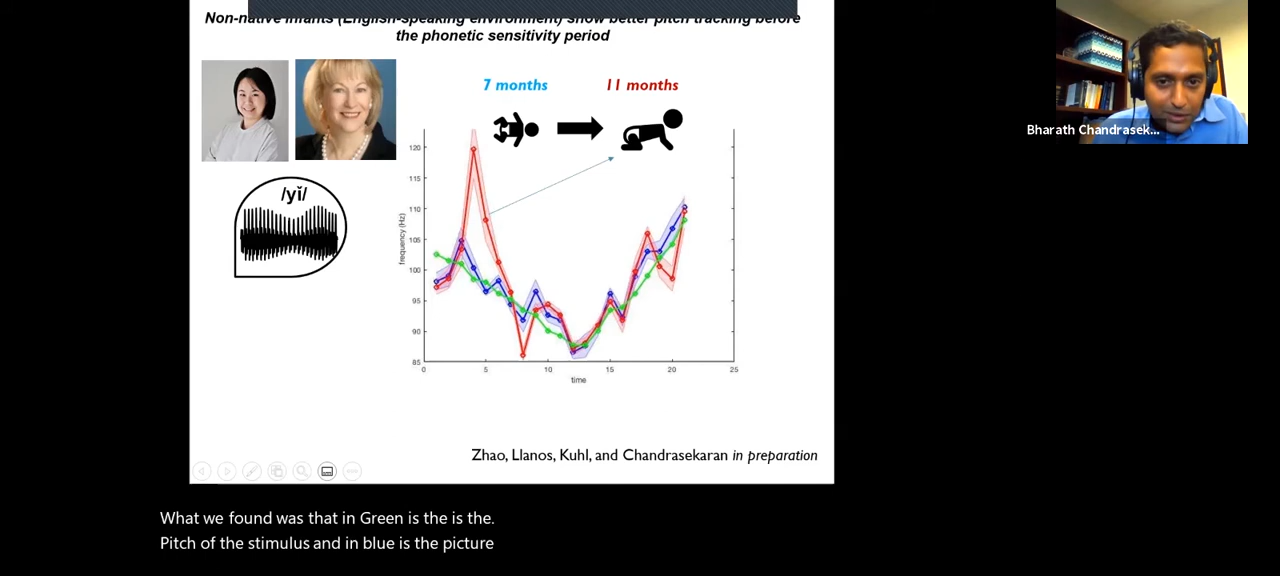 Non-native infants (English-speaking environment) show better pitch tracking before
the phonetic sensitivity period
7 months
11 months
/yǐ/
120
115
110
105
100
95
90
85
frequency (Hz)
0
5
10
15
20
25
time
Zhao, Llanos, Kuhl, and Chandrasekaran in preparation
Bharath Chandrasek...
What we found was that in Green is the is the.
Pitch of the stimulus and in blue is the picture